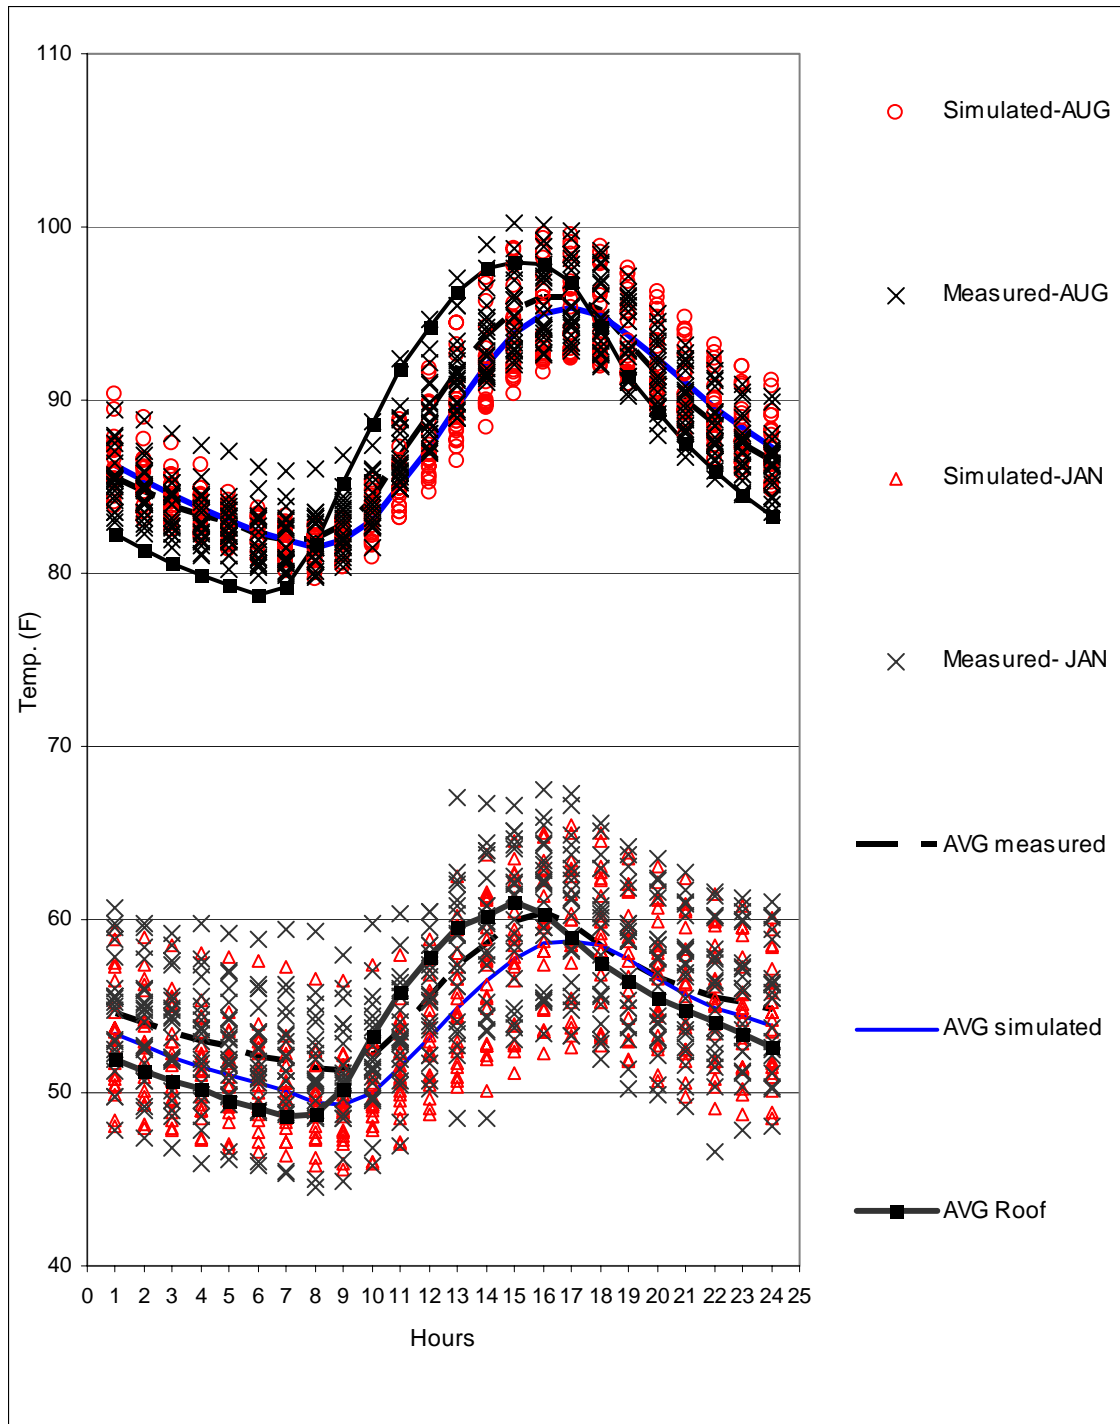 110
100
90
80
70
60
50
40
Temp. (F)
0 1 2 3 4 5 6 7 8 9 10 11 12 13 14 15 16 17 18 19 20 21 22 23 24 25
Hours
Simulated-AUG
Measured-AUG
Simulated-JAN
Measured- JAN
AVG measured
AVG simulated
AVG Roof